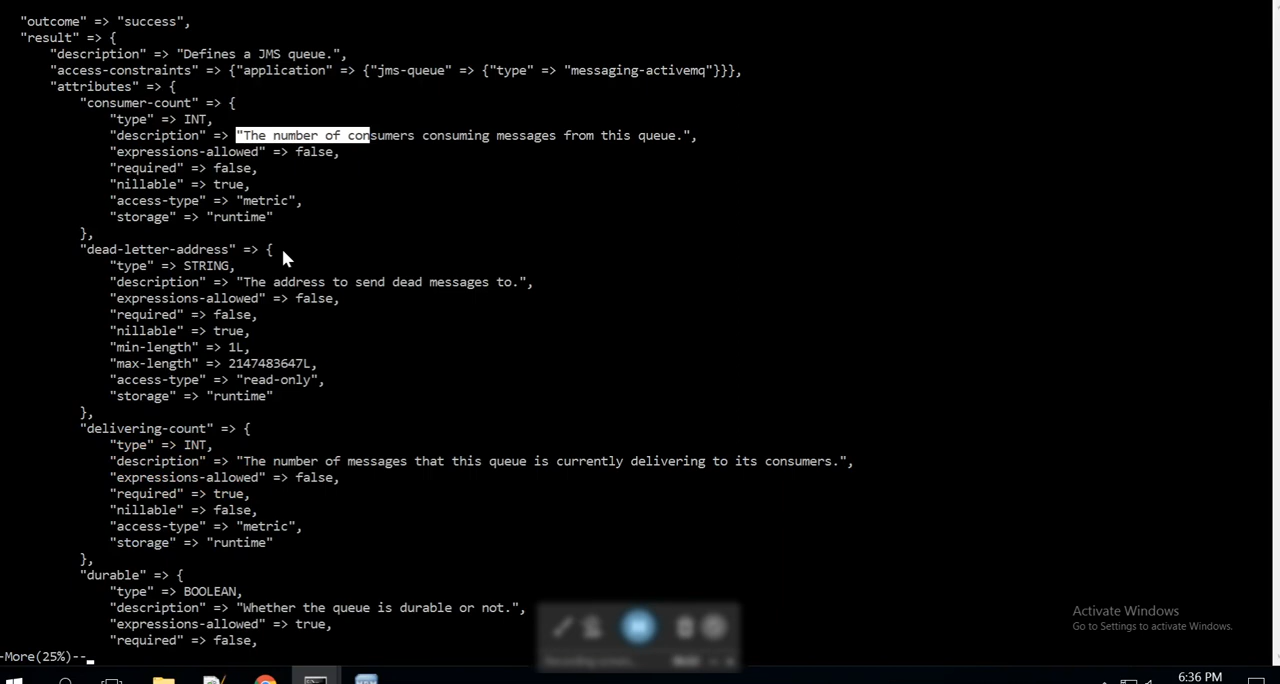 "outcome" => "success",
"result" => {
"description" => "Defines a JMS queue.",
"access-constraints" => {"application" => {"jms-queue" => {"type" => "messaging-activemq"}}},
"attributes" => {
"consumer-count" => {
"type" => INT,
"description" => "The number of consumers consuming messages from this queue.",
"expressions-allowed" => false,
"required" => false,
"nillable" => true,
"access-type" => "metric",
"storage" => "runtime"
},
"dead-letter-address" => {
"type" => STRING,
"description" => "The address to send dead messages to.",
"expressions-allowed" => false,
"required" => false,
"nillable" => true,
"min-length" => 1L,
"max-length" => 2147483647L,
"access-type" => "read-only",
"storage" => "runtime"
},
"delivering-count" => {
"type" => INT,
"description" => "The number of messages that this queue is currently delivering to its consumers.",
"expressions-allowed" => false,
"required" => true,
"nillable" => false,
"access-type" => "metric",
"storage" => "runtime"
},
"durable" => {
"type" => BOOLEAN,
"description" => "Whether the queue is durable or not.",
"expressions-allowed" => true,
"required" => false,
-More(25%)--
Activate Windows
Go to Settings to activate Windows.
6:36 PM